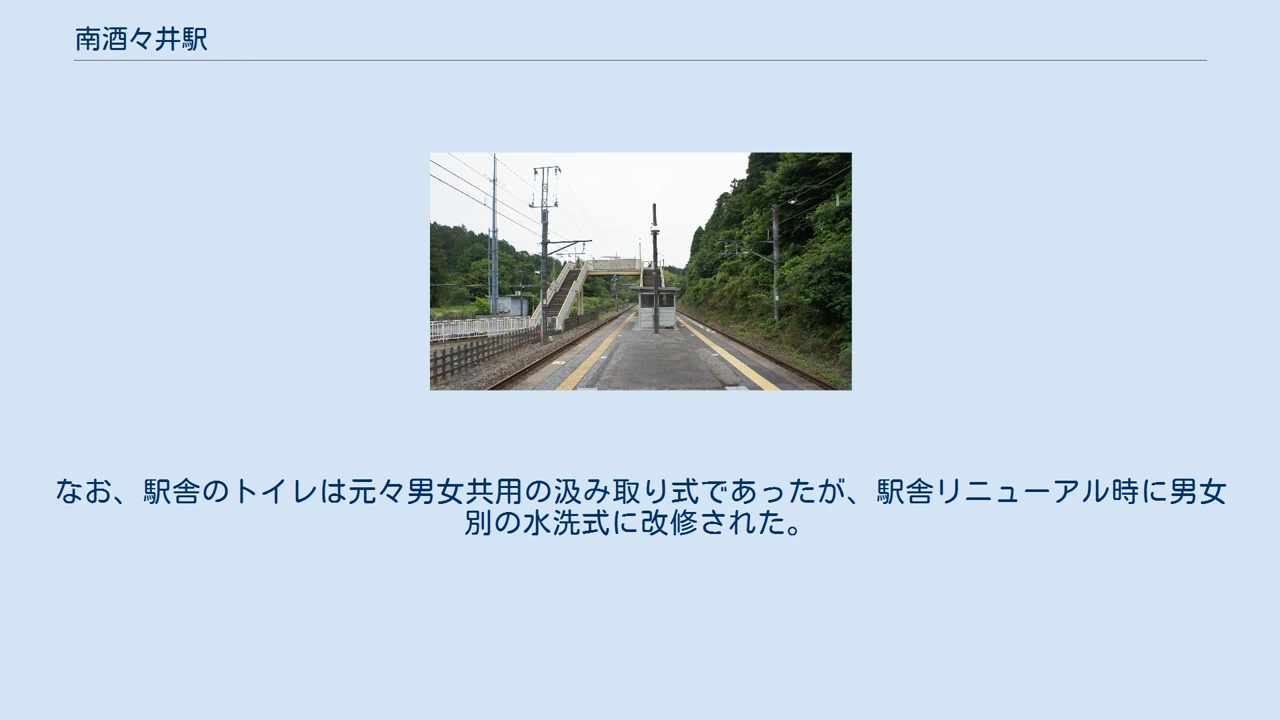 南酒々井駅
なお、駅舎のトイレは元々男女共用の汲み取り式であったが、駅舎リニューアル時に男女
別の水洗式に改修された。